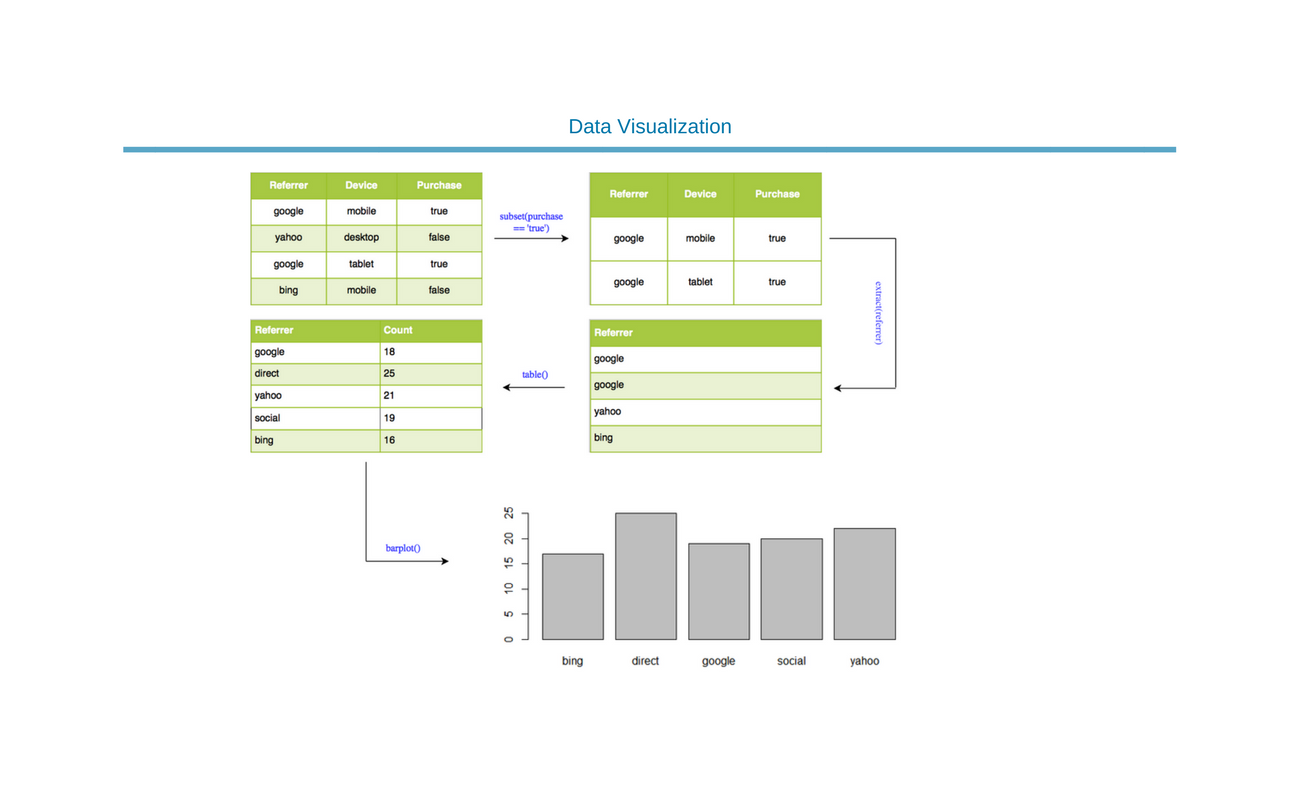 Data Visualization
Referrer Device Purchase
google mobile true
yahoo desktop false
google tablet true
bing mobile false
subset(purchase
== 'true')
Referrer Device Purchase
google mobile true
google tablet true
extract(referrer)
Referrer
google
google
yahoo
bing
table()
Referrer Count
google 18
direct 25
yahoo 21
social 19
bing 16
barplot()
25
20
15
10
5
0
bing direct google social yahoo